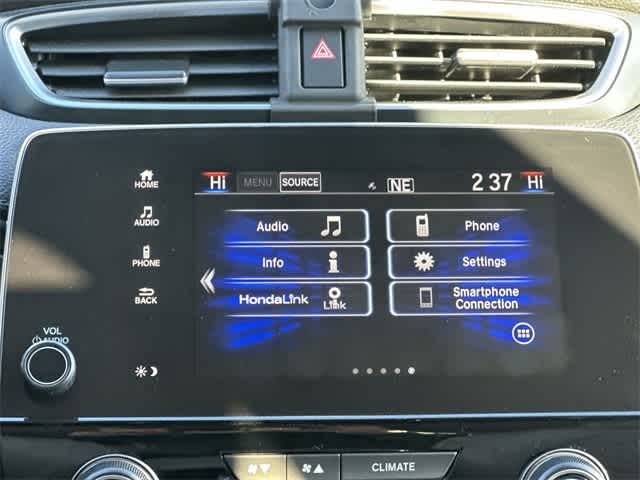 Hi MENU SOURCE NE 2 37 Hi
HOME
AUDIO
PHONE
BACK
VOL
AUDIO
Audio
Phone
Info
Settings
HondaLink
Link
Smartphone
Connection
CLIMATE